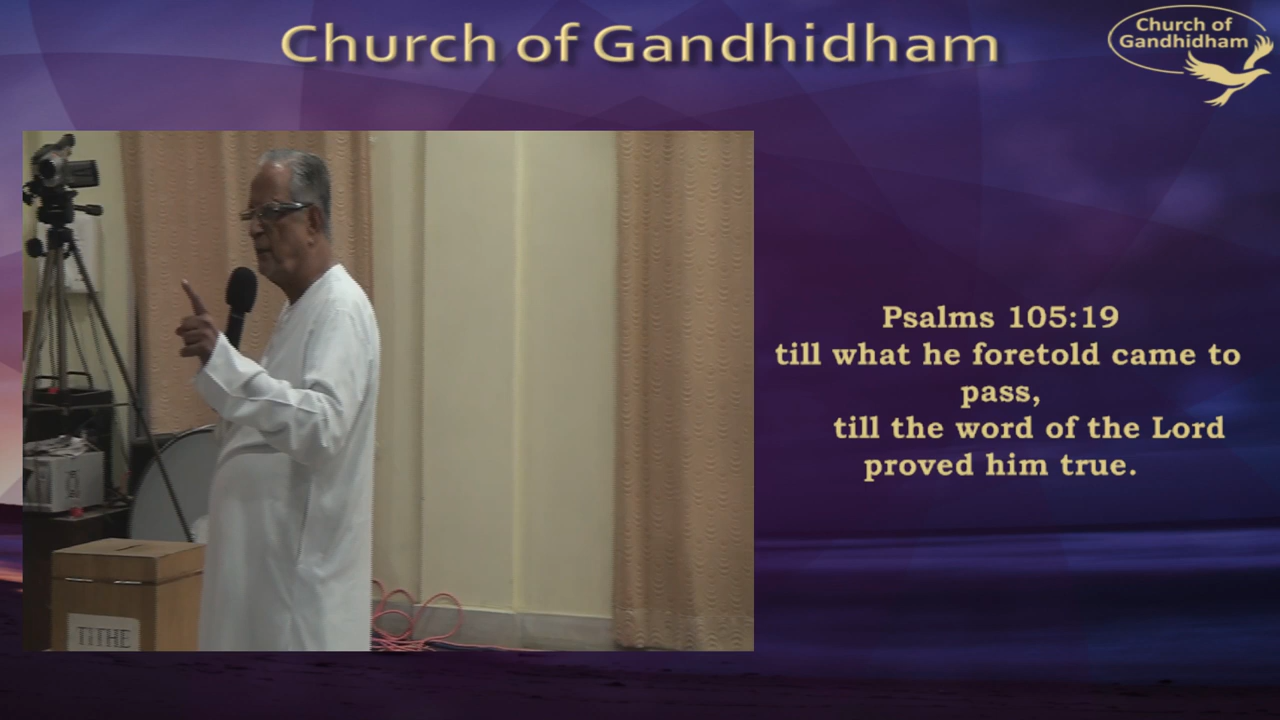 Church of Gandhidham
Church of
Gandhidham
Psalms 105:19
till what he foretold came to
pass,
till the word of the Lord
proved him true.
TITHE